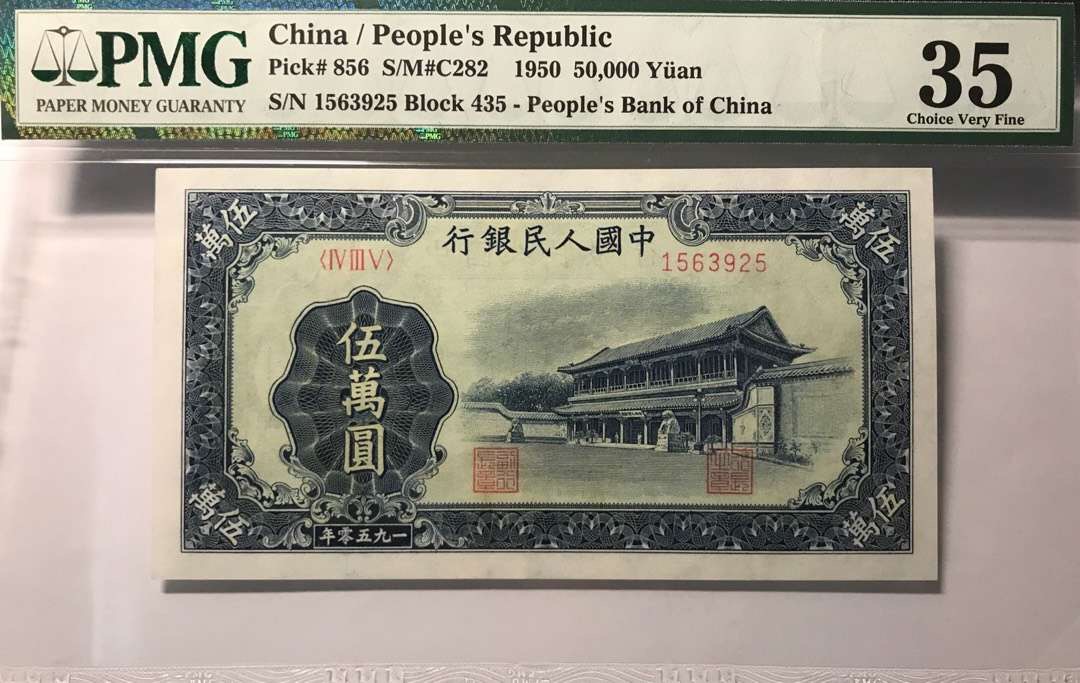 PMG
PAPER MONEY GUARANTY
China / People's Republic
Pick# 856 S/M#C282 1950 50,000 Yüan
S/N 1563925 Block 435 - People's Bank of China
35
Choice Very Fine
伍萬
萬伍
行銀民人國中
〈IV III V〉
1563925
伍萬圓
萬伍
萬伍
年零五九一